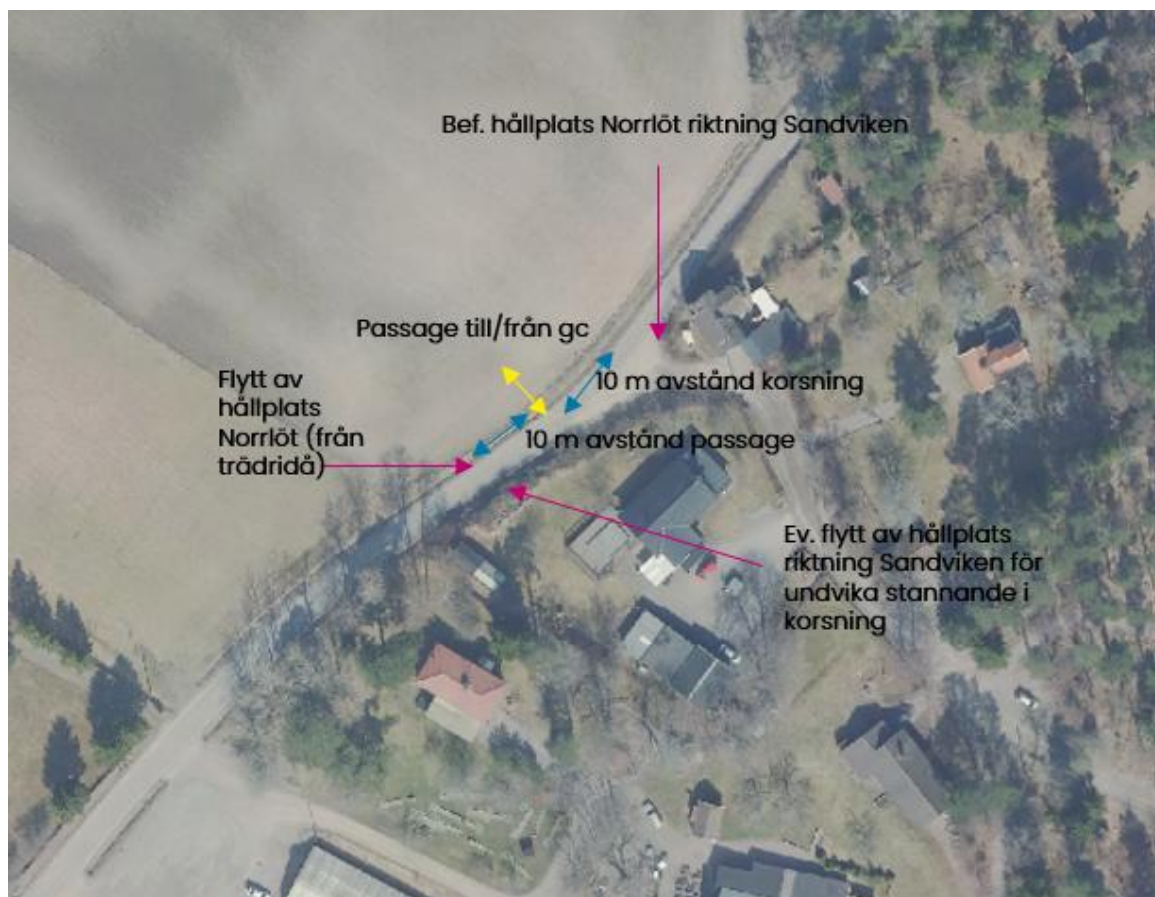 Bef. hållplats Norrlöt riktning Sandviken
Passage till/från gc
Flytt av
hållplats
Norrlöt (från
trädridå)
10 m avstånd korsning
10 m avstånd passage
Ev. flytt av hållplats
riktning Sandviken för
undvika stannande i
korsning